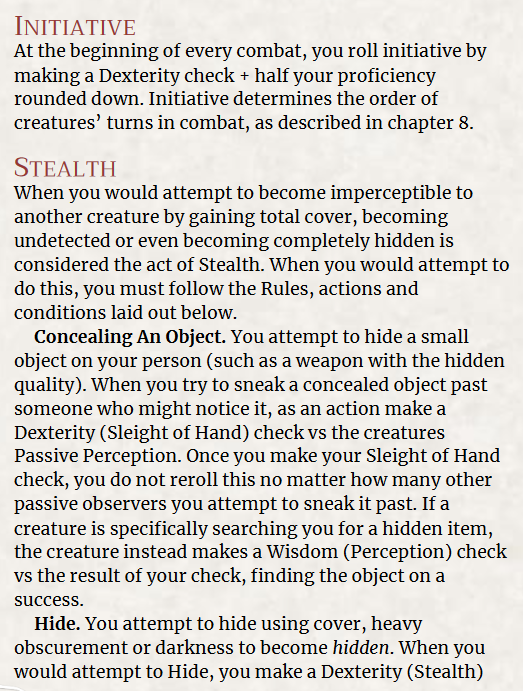 INITIATIVE
At the beginning of every combat, you roll initiative by
making a Dexterity check + half your proficiency
rounded down. Initiative determines the order of
creatures’ turns in combat, as described in chapter 8.
STEALTH
When you would attempt to become imperceptible to
another creature by gaining total cover, becoming
undetected or even becoming completely hidden is
considered the act of Stealth. When you would attempt to
do this, you must follow the Rules, actions and
conditions laid out below.
Concealing An Object. You attempt to hide a small
object on your person (such as a weapon with the hidden
quality). When you try to sneak a concealed object past
someone who might notice it, as an action make a
Dexterity (Sleight of Hand) check vs the creatures
Passive Perception. Once you make your Sleight of Hand
check, you do not reroll this no matter how many other
passive observers you attempt to sneak it past. If a
creature is specifically searching you for a hidden item,
the creature instead makes a Wisdom (Perception) check
vs the result of your check, finding the object on a
success.
Hide. You attempt to hide using cover, heavy
obscurement or darkness to become hidden. When you
would attempt to Hide, you make a Dexterity (Stealth)